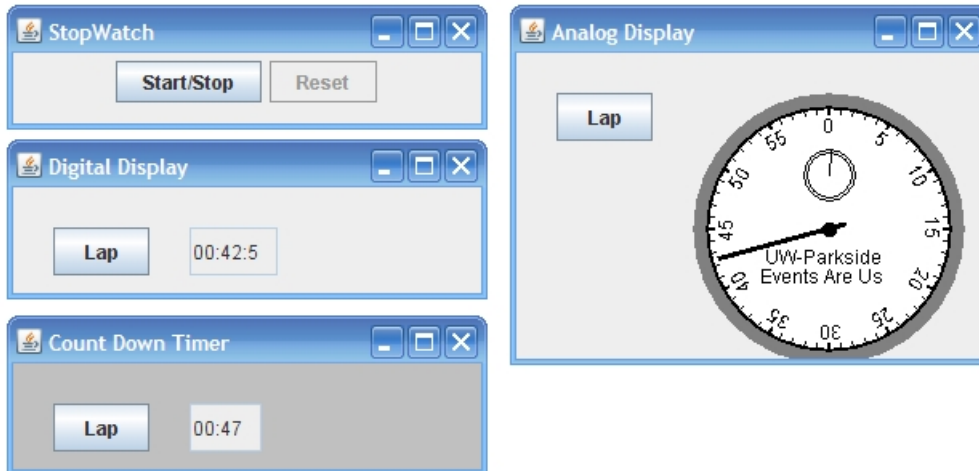 StopWatch
Start/Stop
Reset
Digital Display
Lap
00:42:5
Count Down Timer
Lap
00:47
Analog Display
Lap
0
5
10
15
20
25
30
35
40
45
50
55
UW-Parkside
Events Are Us